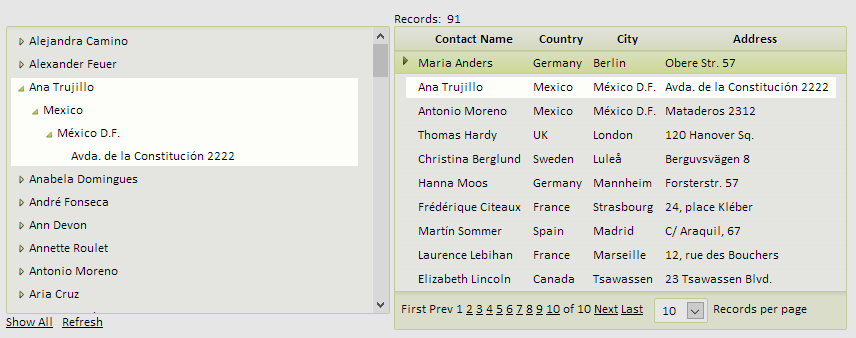 Alejandra Camino
Alexander Feuer
Ana Trujillo
Mexico
México D.F.
Avda. de la Constitución 2222
Anabela Domingues
André Fonseca
Ann Devon
Annette Roulet
Antonio Moreno
Aria Cruz
Show All Refresh
Records: 91
Contact Name Country City Address
Maria Anders Germany Berlin Obere Str. 57
Ana Trujillo Mexico México D.F. Avda. de la Constitución 2222
Antonio Moreno Mexico México D.F. Mataderos 2312
Thomas Hardy UK London 120 Hanover Sq.
Christina Berglund Sweden Luleå Berguvsvägen 8
Hanna Moos Germany Mannheim Forsterstr. 57
Frédérique Citeaux France Strasbourg 24, place Kléber
Martín Sommer Spain Madrid C/ Araquil, 67
Laurence Lebihan France Marseille 12, rue des Bouchers
Elizabeth Lincoln Canada Tsawassen 23 Tsawassen Blvd.
First Prev 1 2 3 4 5 6 7 8 9 10 of 10 Next Last 10 Records per page